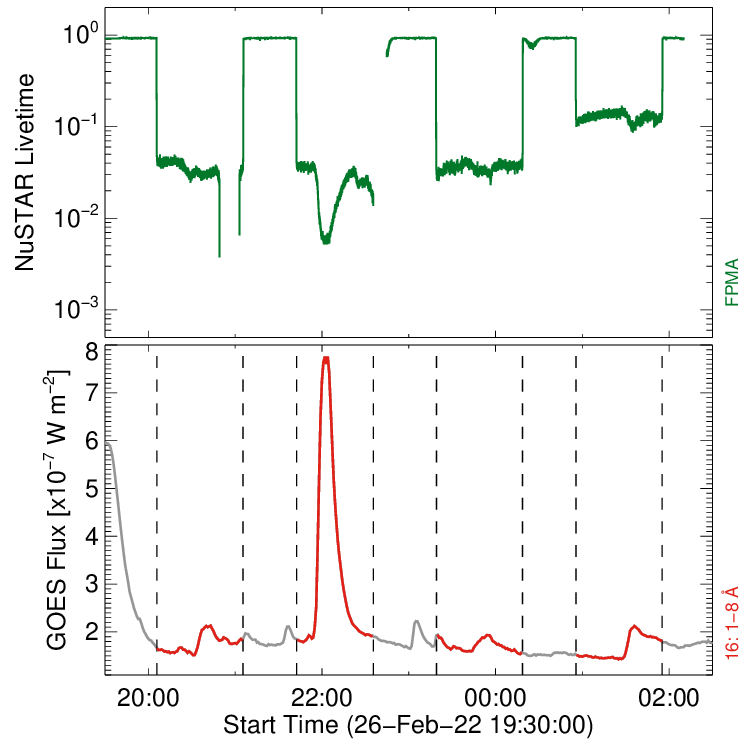 10⁰
10⁻¹
10⁻²
10⁻³
NuSTAR Livetime
FPMA
8
7
6
5
4
3
2
GOES Flux [x10⁻⁷ W m⁻²]
16: 1−8 Å
20:00 22:00 00:00 02:00
Start Time (26−Feb−22 19:30:00)